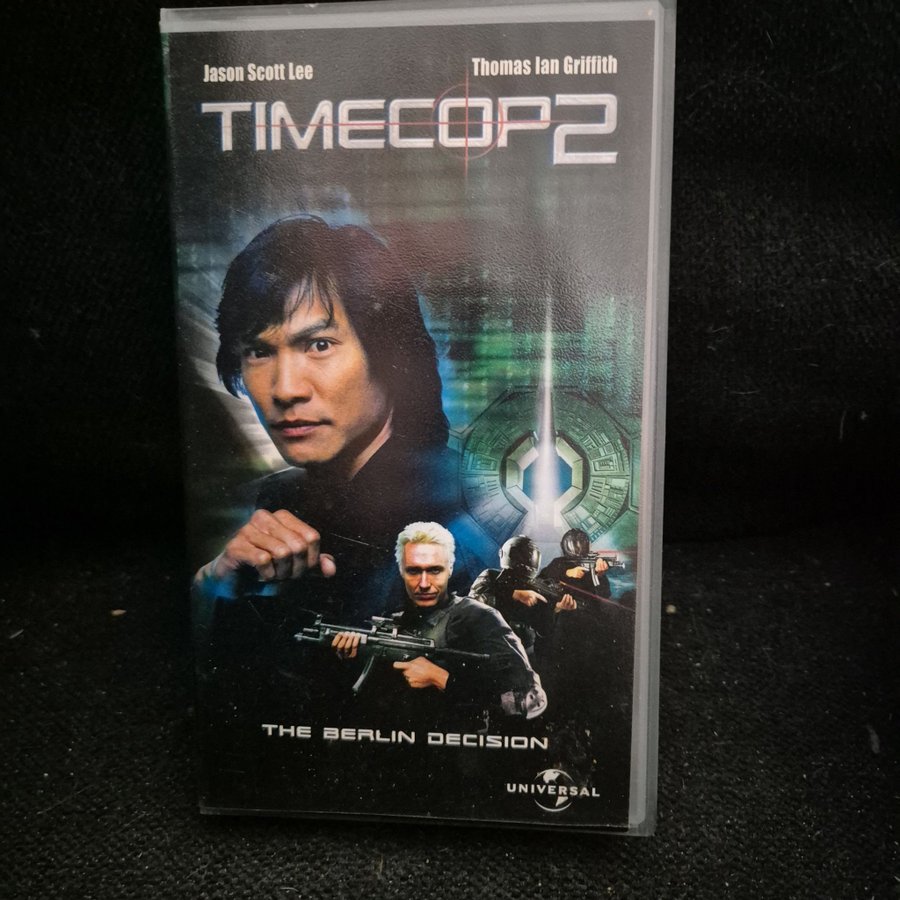 Jason Scott Lee
Thomas Ian Griffith
TIMECOP2
THE BERLIN DECISION
UNIVERSAL